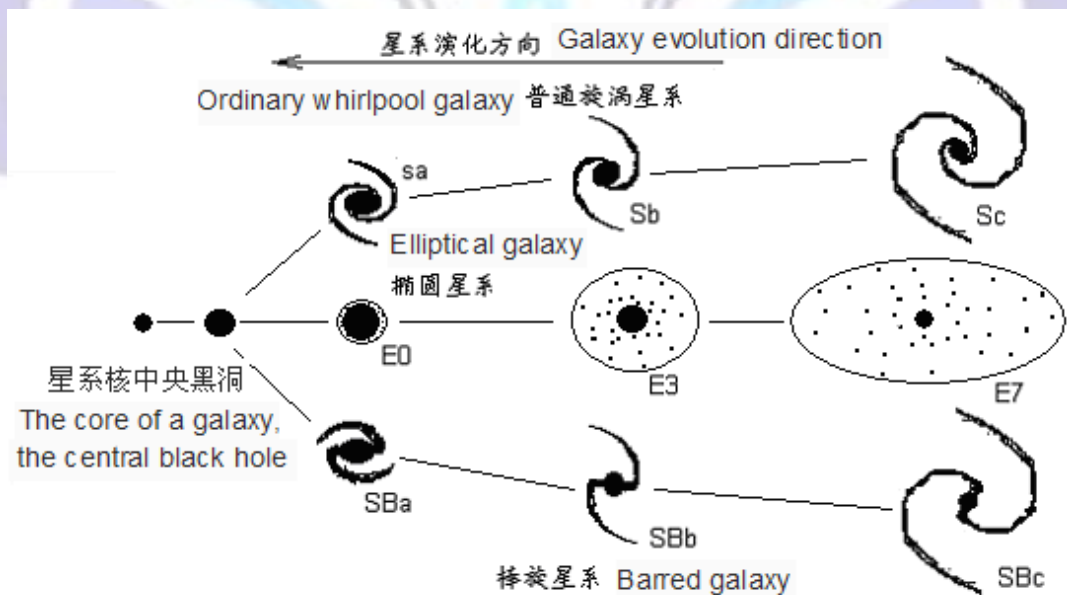 星系演化方向 Galaxy evolution direction
Ordinary whirlpool galaxy 普通旋涡星系
sa
Sb
Sc
Elliptical galaxy
椭圆星系
E0
E3
E7
星系核中央黑洞
The core of a galaxy,
the central black hole
SBa
SBb
SBc
棒旋星系 Barred galaxy